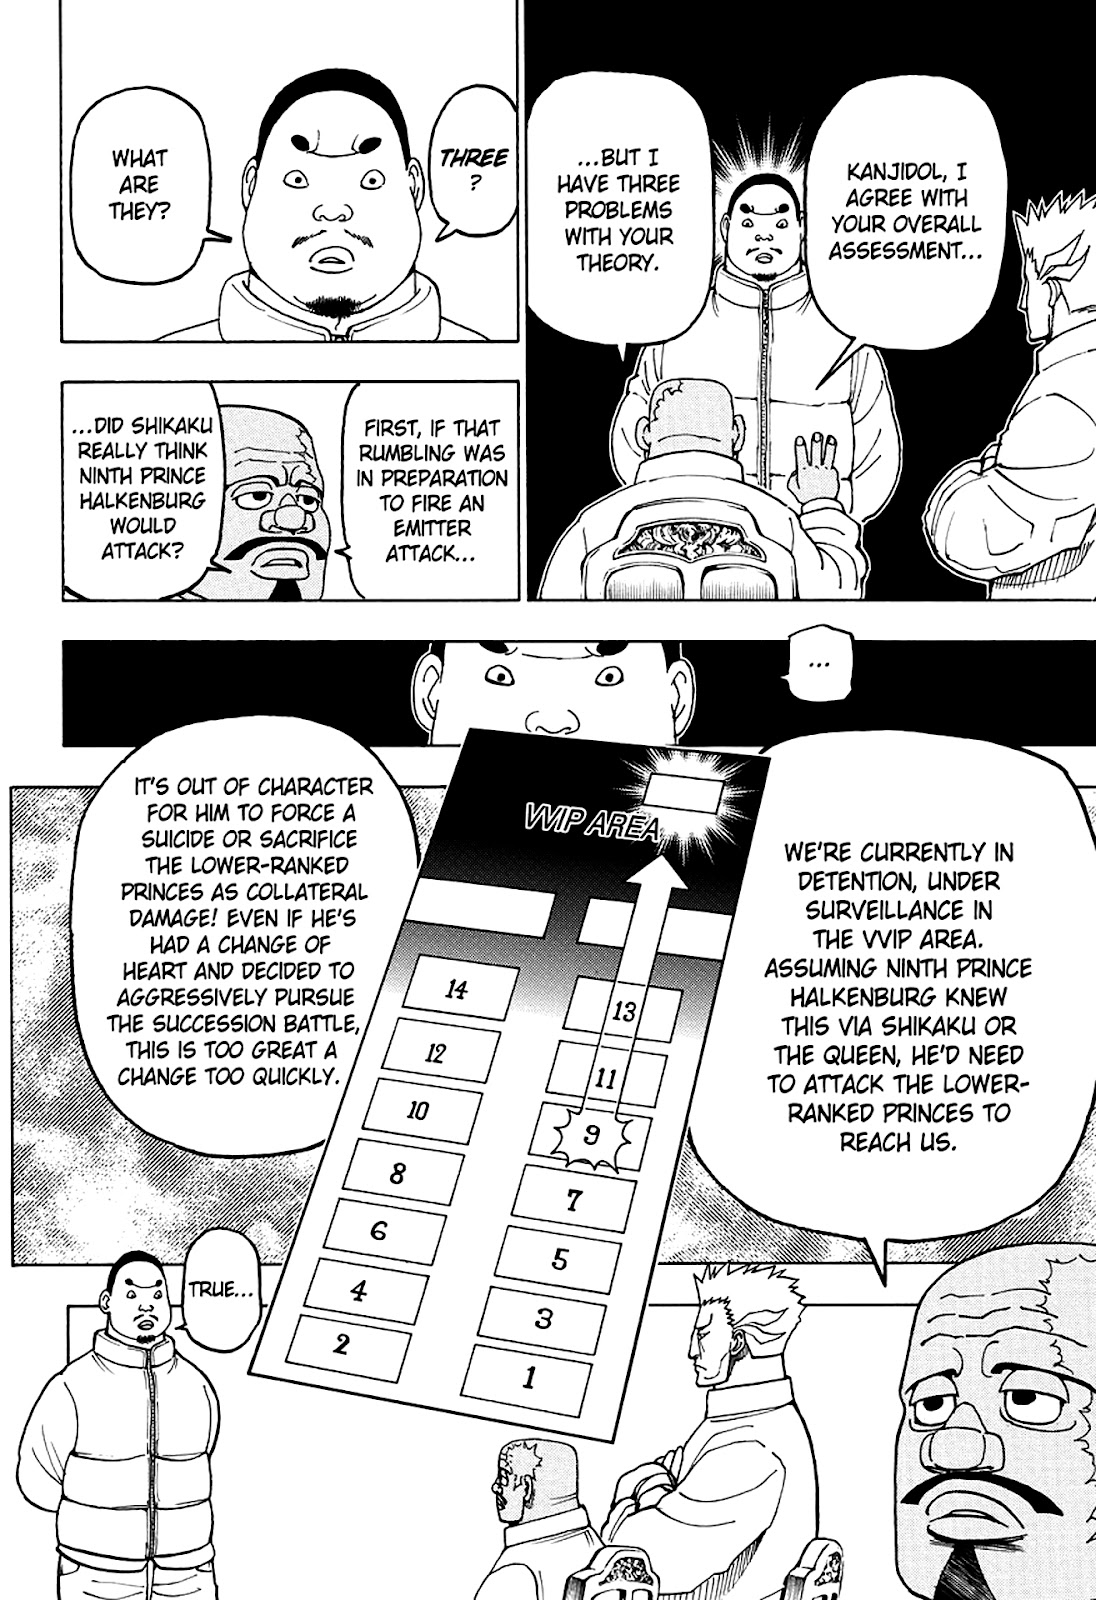 KANJIDOL, I
AGREE WITH
YOUR OVERALL
ASSESSMENT...
...BUT I
HAVE THREE
PROBLEMS
WITH YOUR
THEORY.
THREE
?
WHAT
ARE
THEY?
FIRST, IF THAT
RUMBLING WAS
IN PREPARATION
TO FIRE AN
EMITTER
ATTACK...
...DID SHIKAKU
REALLY THINK
NINTH PRINCE
HALKENBURG
WOULD
ATTACK?
...
WE'RE CURRENTLY IN
DETENTION, UNDER
SURVEILLANCE IN
THE VVIP AREA.
ASSUMING NINTH PRINCE
HALKENBURG KNEW
THIS VIA SHIKAKU OR
THE QUEEN, HE'D NEED
TO ATTACK THE LOWER-
RANKED PRINCES TO
REACH US.
VVIP AREA
14
13
12
11
10
9
8
7
6
5
4
3
2
1
IT'S OUT OF CHARACTER
FOR HIM TO FORCE A
SUICIDE OR SACRIFICE
THE LOWER-RANKED
PRINCES AS COLLATERAL
DAMAGE! EVEN IF HE'S
HAD A CHANGE OF
HEART AND DECIDED TO
AGGRESSIVELY PURSUE
THE SUCCESSION BATTLE,
THIS IS TOO GREAT A
CHANGE TOO QUICKLY.
TRUE...